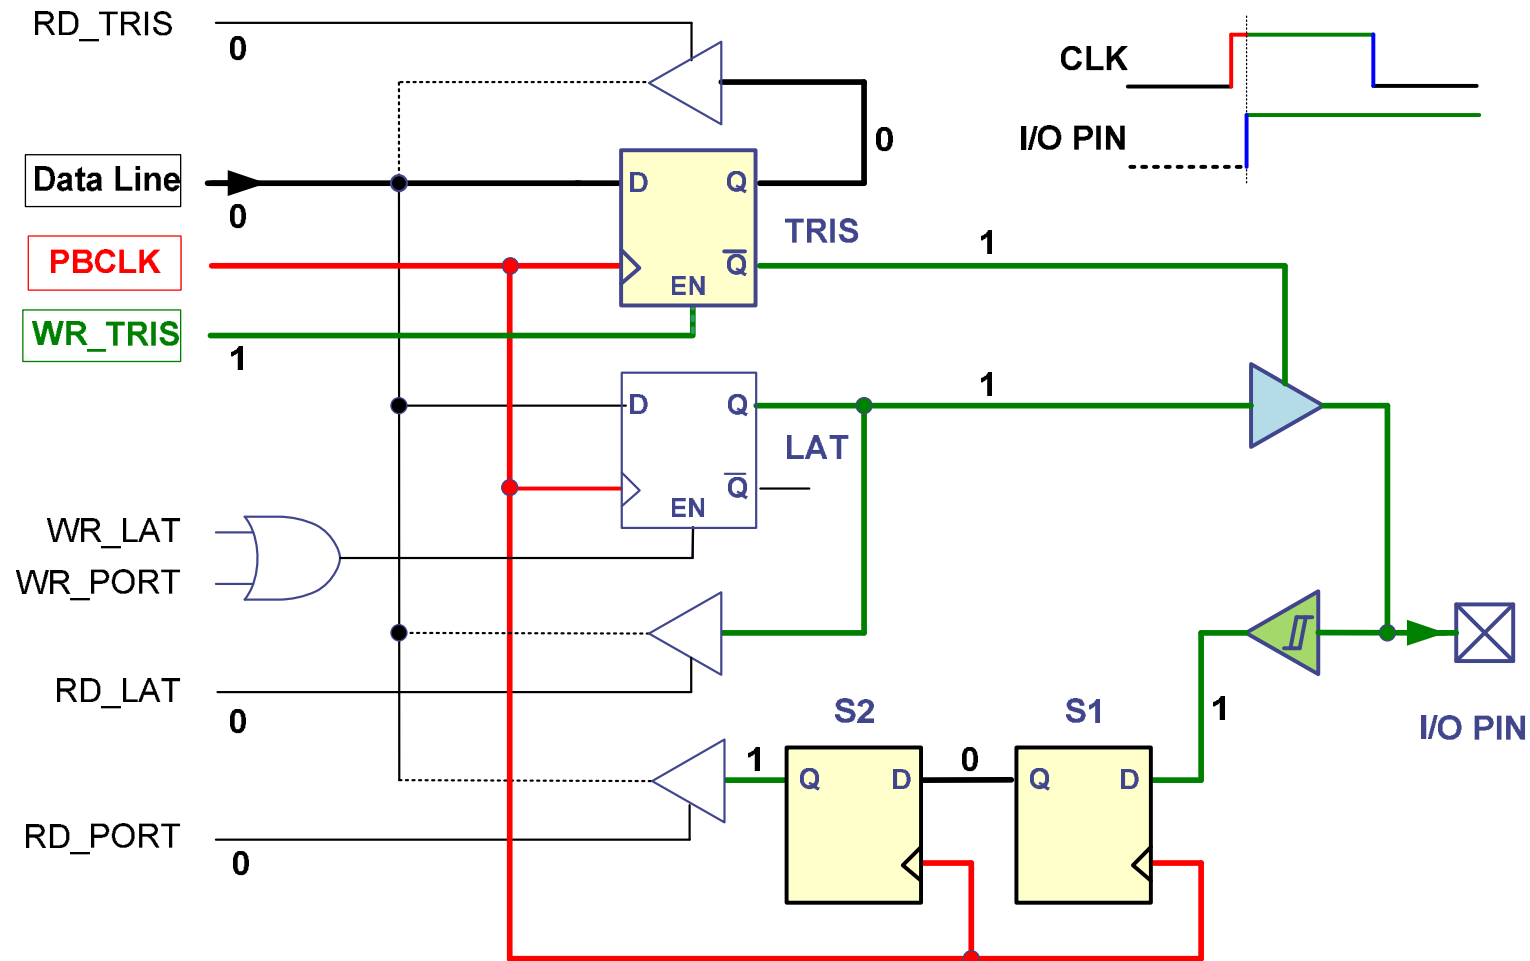 RD_TRIS
0
CLK
I/O PIN
0
Data Line
0
D
Q
TRIS
PBCLK
Q
EN
1
WR_TRIS
1
D
Q
1
LAT
Q
EN
WR_LAT
WR_PORT
RD_LAT
0
S2
S1
1
I/O PIN
1
Q
D
0
Q
D
RD_PORT
0